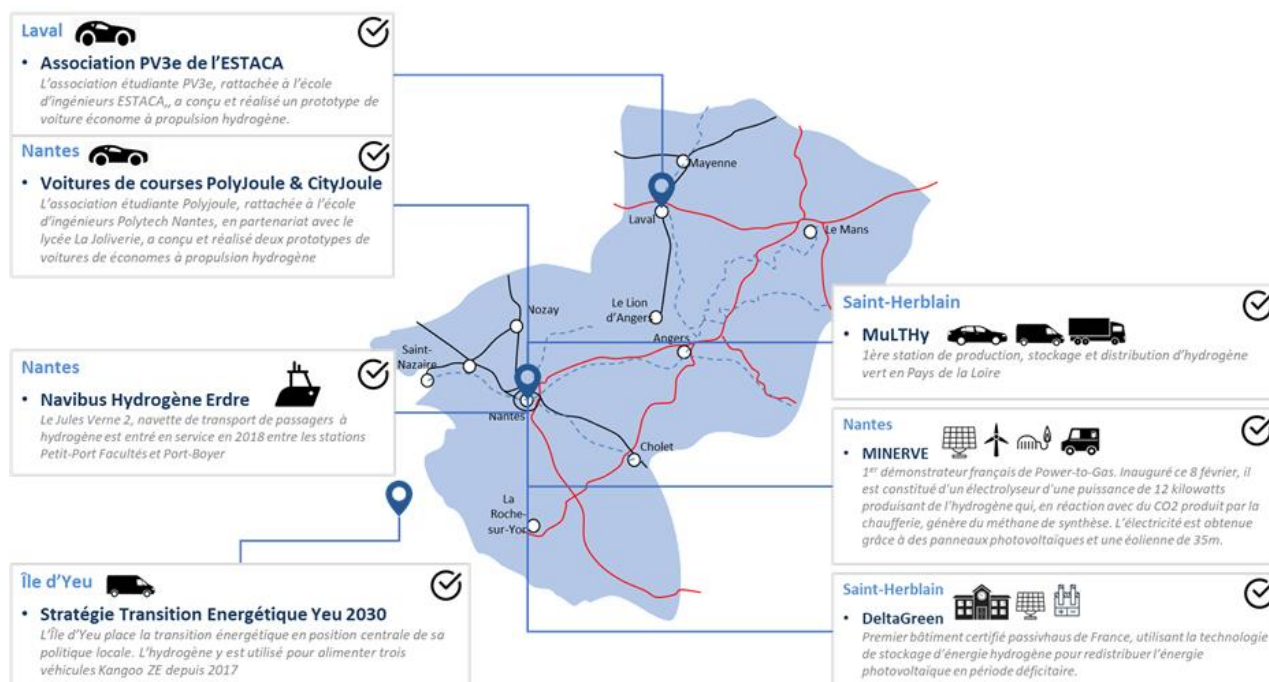 Laval
• Association PV3e de l’ESTACA
L’association étudiante PV3e, rattachée à l’école
d’ingénieurs ESTACA,, a conçu et réalisé un prototype de
voiture économe à propulsion hydrogène.
Nantes
• Voitures de courses PolyJoule & CityJoule
L’association étudiante Polyjoule, rattachée à l’école
d’ingénieurs Polytech Nantes, en partenariat avec le
lycée La Joliverie, a conçu et réalisé deux prototypes de
voitures de économes à propulsion hydrogène
Nantes
• Navibus Hydrogène Erdre
Le Jules Verne 2, navette de transport de passagers à
hydrogène est entré en service en 2018 entre les stations
Petit-Port Facultés et Port-Boyer
Île d’Yeu
• Stratégie Transition Energétique Yeu 2030
L’Île d’Yeu place la transition énergétique en position centrale de sa
politique locale. L’hydrogène y est utilisé pour alimenter trois
véhicules Kangoo ZE depuis 2017
Mayenne
Laval
Le Mans
Le Lion
d’Angers
Nozay
Angers
Saint-
Nazaire
Nantes
Cholet
La
Roche-
sur-Yor
Saint-Herblain
• MuLTHy
1ère station de production, stockage et distribution d’hydrogène
vert en Pays de la Loire
Nantes
• MINERVE
1er démonstrateur français de Power-to-Gas. Inauguré ce 8 février, il
est constitué d’un électrolyseur d’une puissance de 12 kilowatts
produisant de l’hydrogène qui, en réaction avec du CO2 produit par la
chaufferie, génère du méthane de synthèse. L’électricité est obtenue
grâce à des panneaux photovoltaïques et une éolienne de 35m.
Saint-Herblain
• DeltaGreen
Premier bâtiment certifié passivhaus de France, utilisant la technologie
de stockage d’énergie hydrogène pour redistribuer l’énergie
photovoltaïque en période déficitaire.